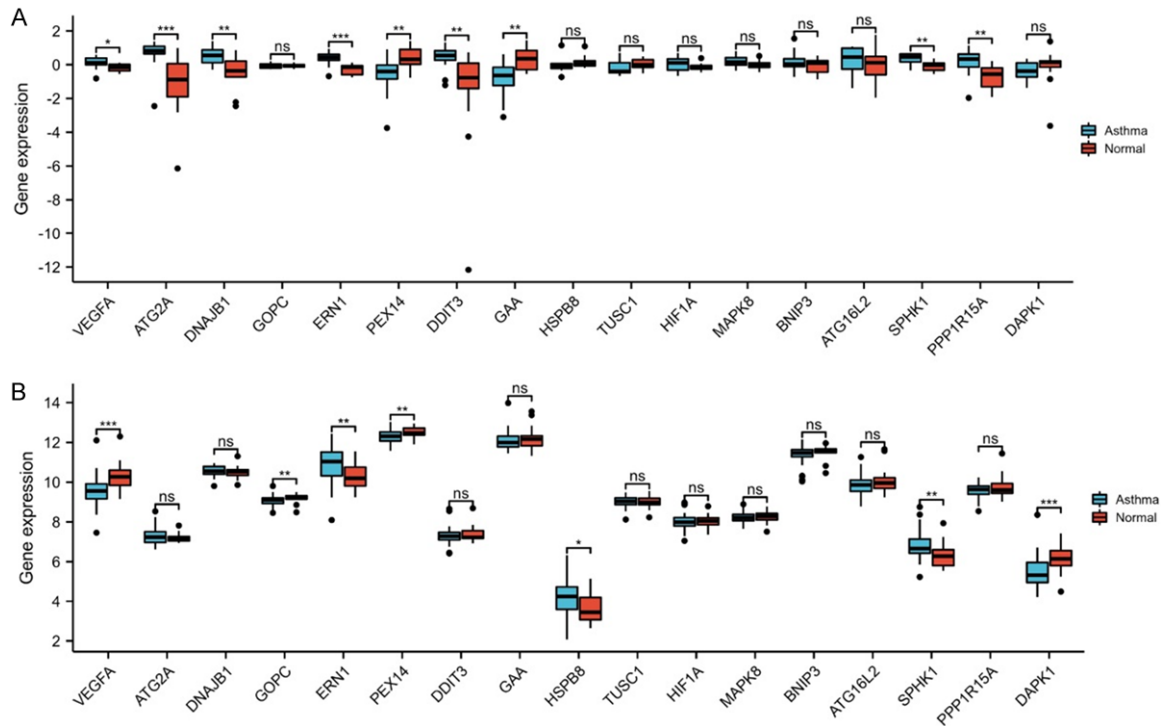 A
Gene expression
2
0
-2
-4
-6
-8
-10
-12
* *** ** ns *** ** ** ** ns ns ns ns ns ns ** ** ns
VEGFA ATG2A DNAJB1 GOPC ERN1 PEX14 DDIT3 GAA HSPB8 TUSC1 HIF1A MAPK8 BNIP3 ATG16L2 SPHK1 PPP1R15A DAPK1
Asthma
Normal
B
Gene expression
14
12
10
8
6
4
2
*** ns ns ** ** ** ns ns * ns ns ns ns ns ** ns ***
VEGFA ATG2A DNAJB1 GOPC ERN1 PEX14 DDIT3 GAA HSPB8 TUSC1 HIF1A MAPK8 BNIP3 ATG16L2 SPHK1 PPP1R15A DAPK1
Asthma
Normal